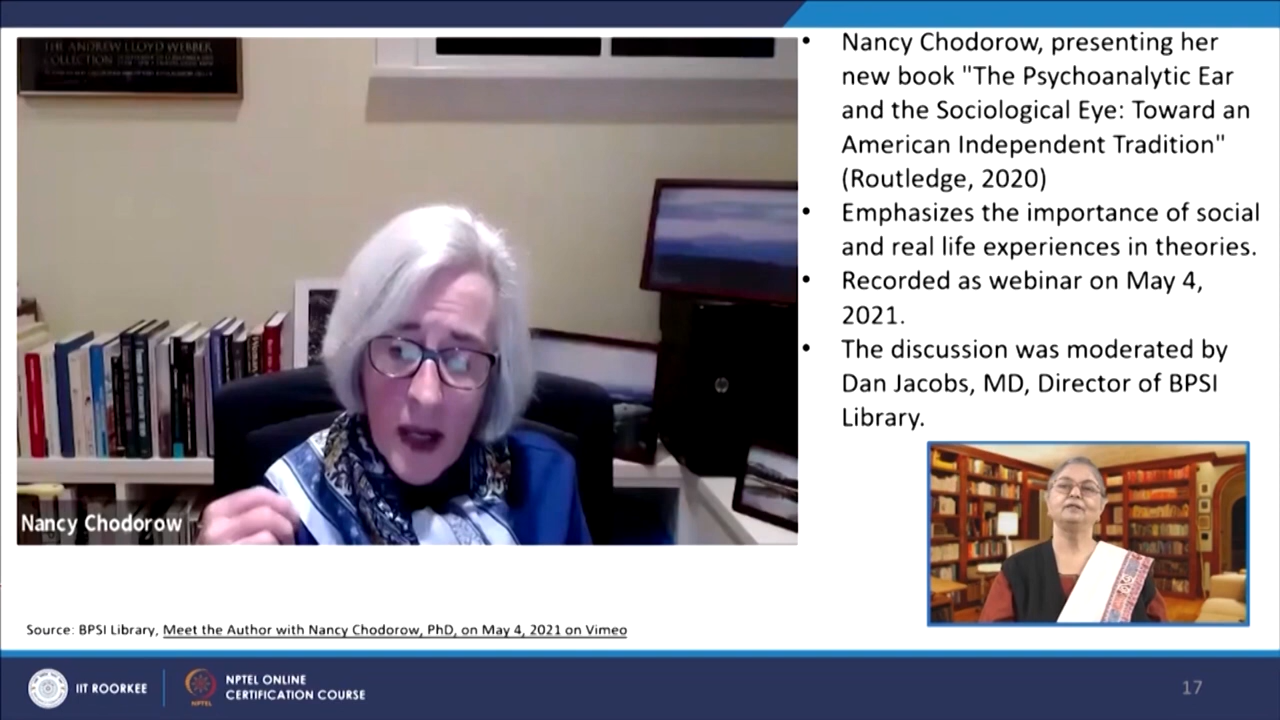 THE ANDREW LLOYD WEBBER
COLLECTION
Nancy Chodorow
• Nancy Chodorow, presenting her
new book "The Psychoanalytic Ear
and the Sociological Eye: Toward an
American Independent Tradition"
(Routledge, 2020)
• Emphasizes the importance of social
and real life experiences in theories.
• Recorded as webinar on May 4,
2021.
• The discussion was moderated by
Dan Jacobs, MD, Director of BPSI
Library.
Source: BPSI Library, Meet the Author with Nancy Chodorow, PhD, on May 4, 2021 on Vimeo
IIT ROORKEE
NPTEL
NPTEL ONLINE
CERTIFICATION COURSE
17